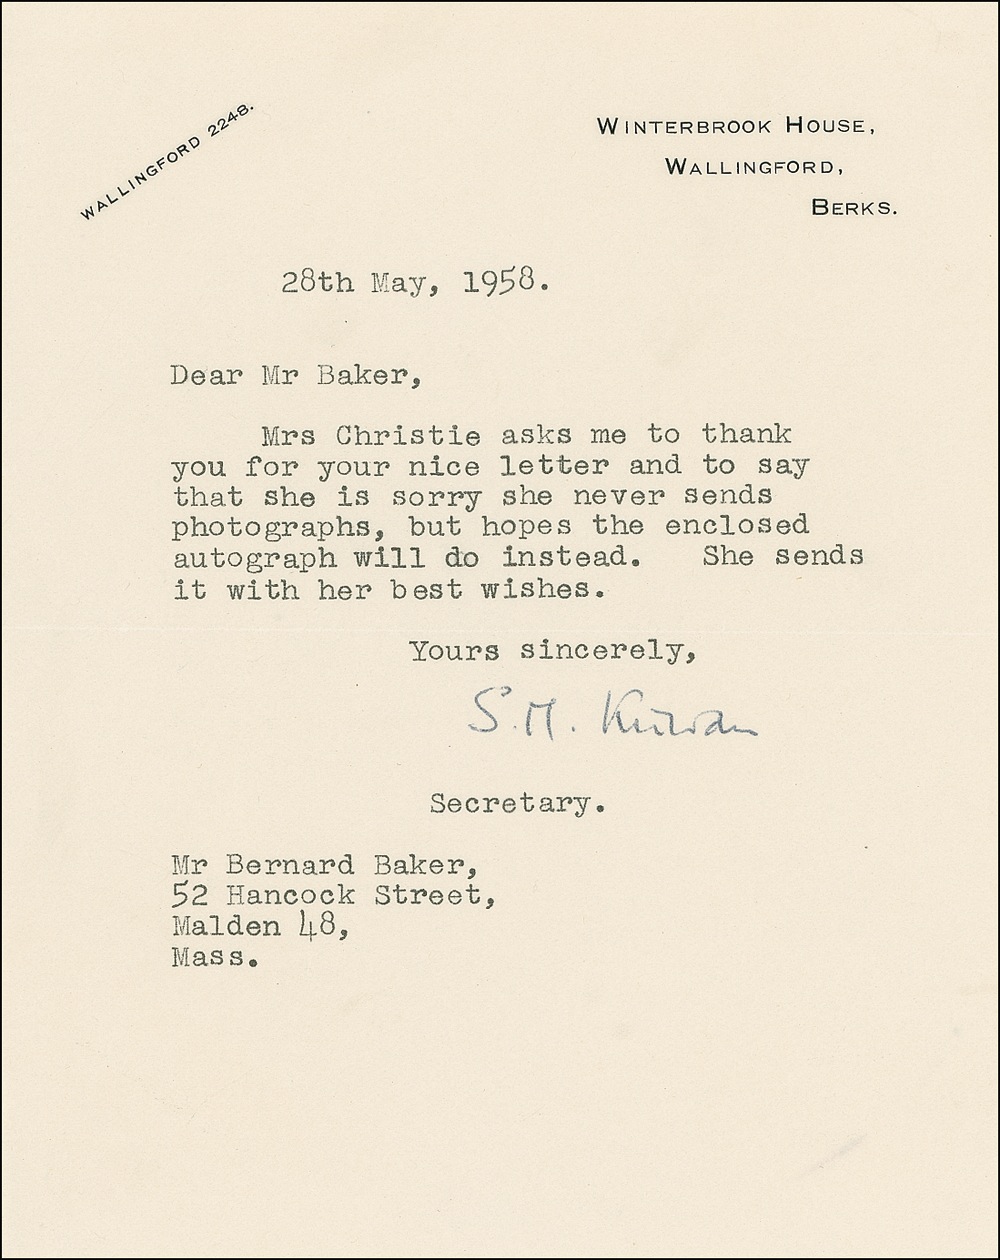 WALLINGFORD 2248.
WINTERBROOK HOUSE,
WALLINGFORD,
BERKS.
28th May, 1958.
Dear Mr Baker,
Mrs Christie asks me to thank
you for your nice letter and to say
that she is sorry she never sends
photographs, but hopes the enclosed
autograph will do instead. She sends
it with her best wishes.
Yours sincerely,
S.M. Kirwan
Secretary.
Mr Bernard Baker,
52 Hancock Street,
Malden 48,
Mass.